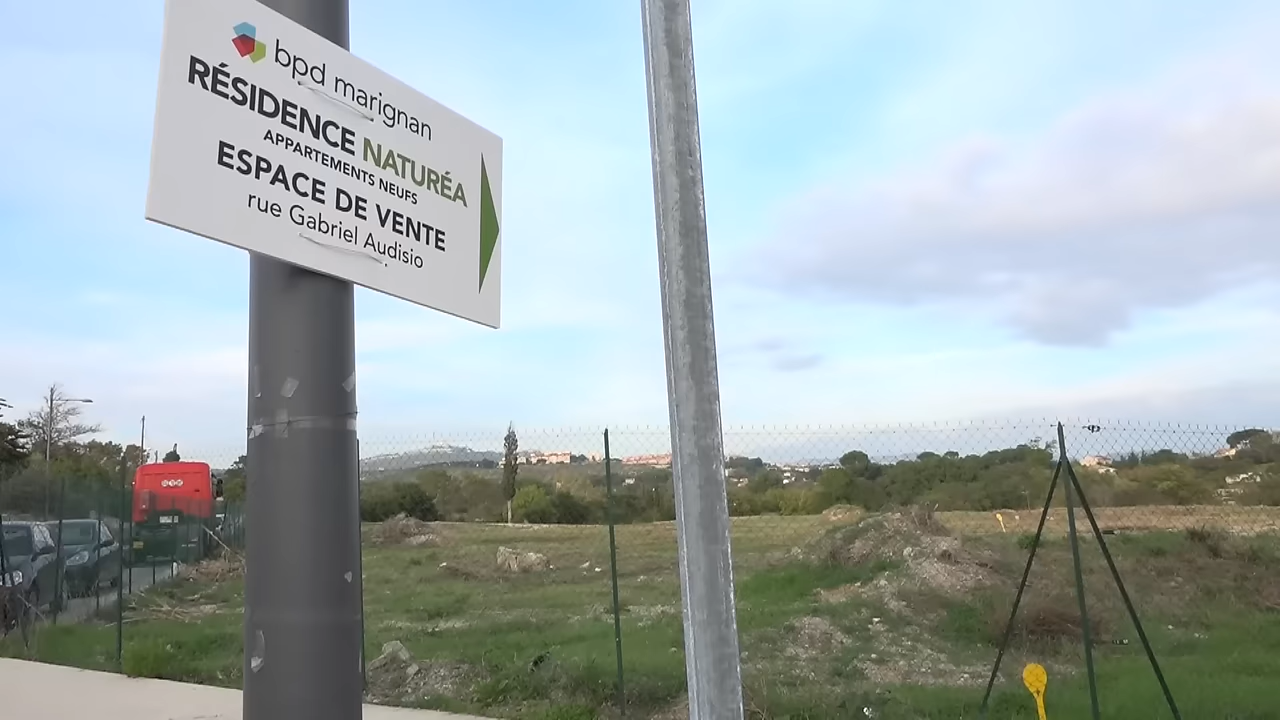 bpd marignan
RÉSIDENCE NATURÉA
APPARTEMENTS NEUFS
ESPACE DE VENTE
rue Gabriel Audisio